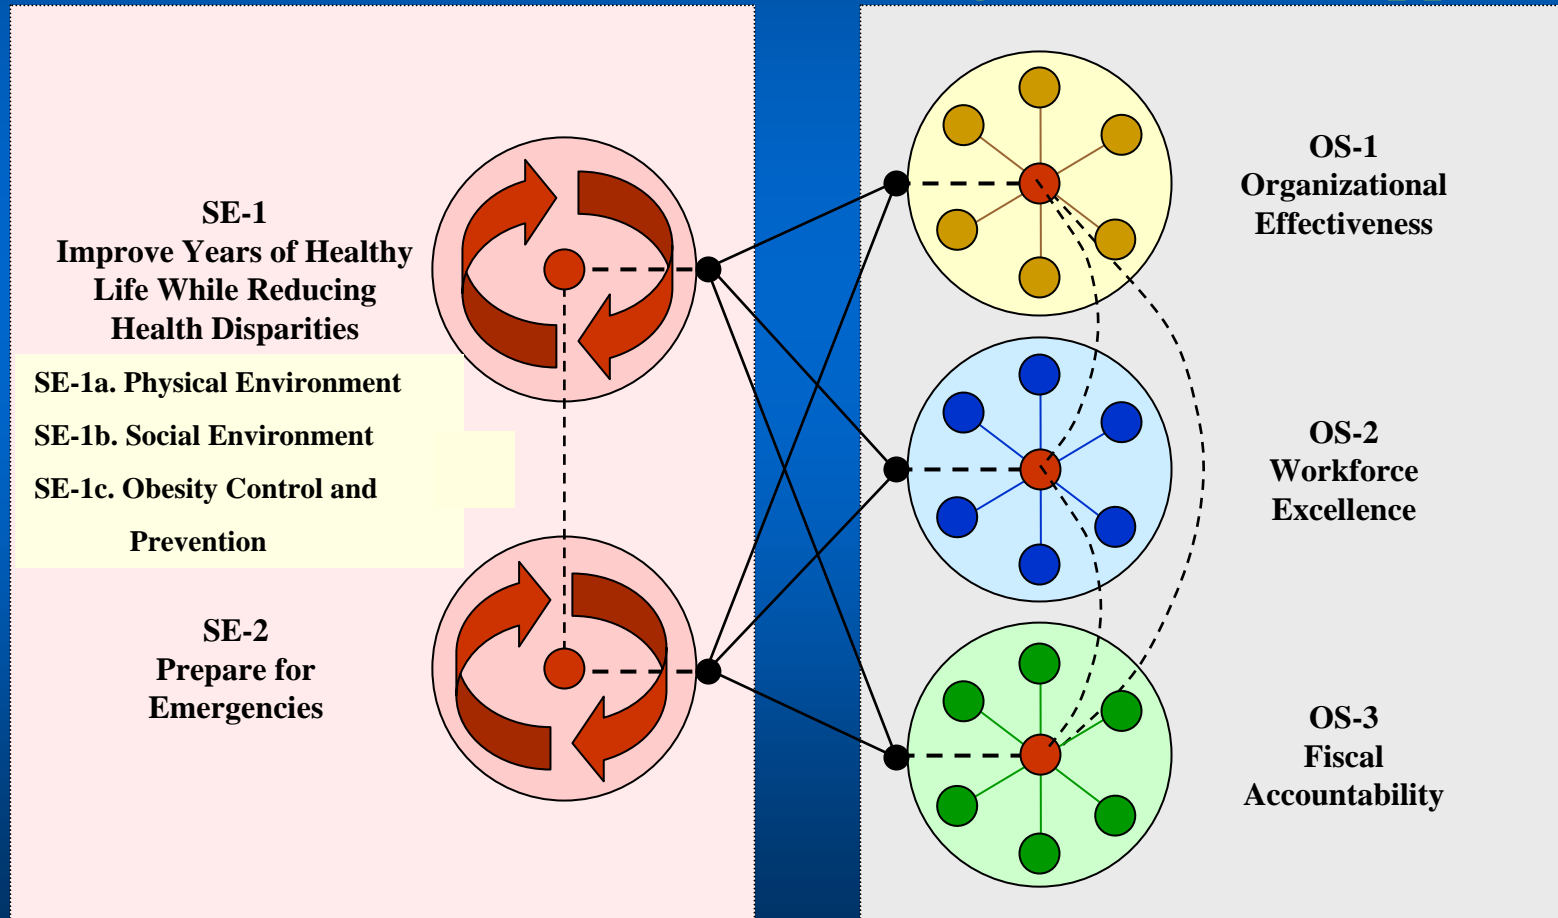 SE-1
Improve Years of Healthy
Life While Reducing
Health Disparities
SE-1a. Physical Environment
SE-1b. Social Environment
SE-1c. Obesity Control and
Prevention
SE-2
Prepare for
Emergencies
OS-1
Organizational
Effectiveness
OS-2
Workforce
Excellence
OS-3
Fiscal
Accountability